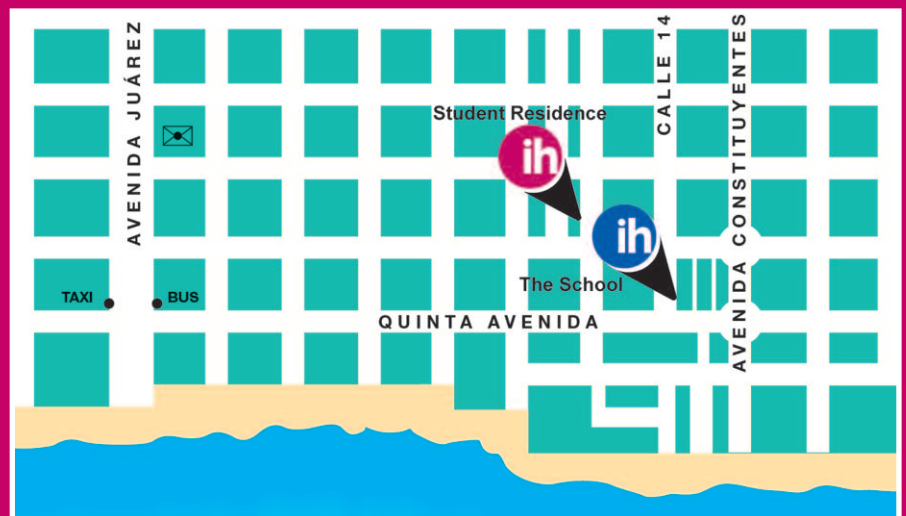 AVENIDA JUÁREZ
CALLE 14
AVENIDA CONSTITUYENTES
Student Residence
ih
ih
The School
TAXI
BUS
QUINTA AVENIDA